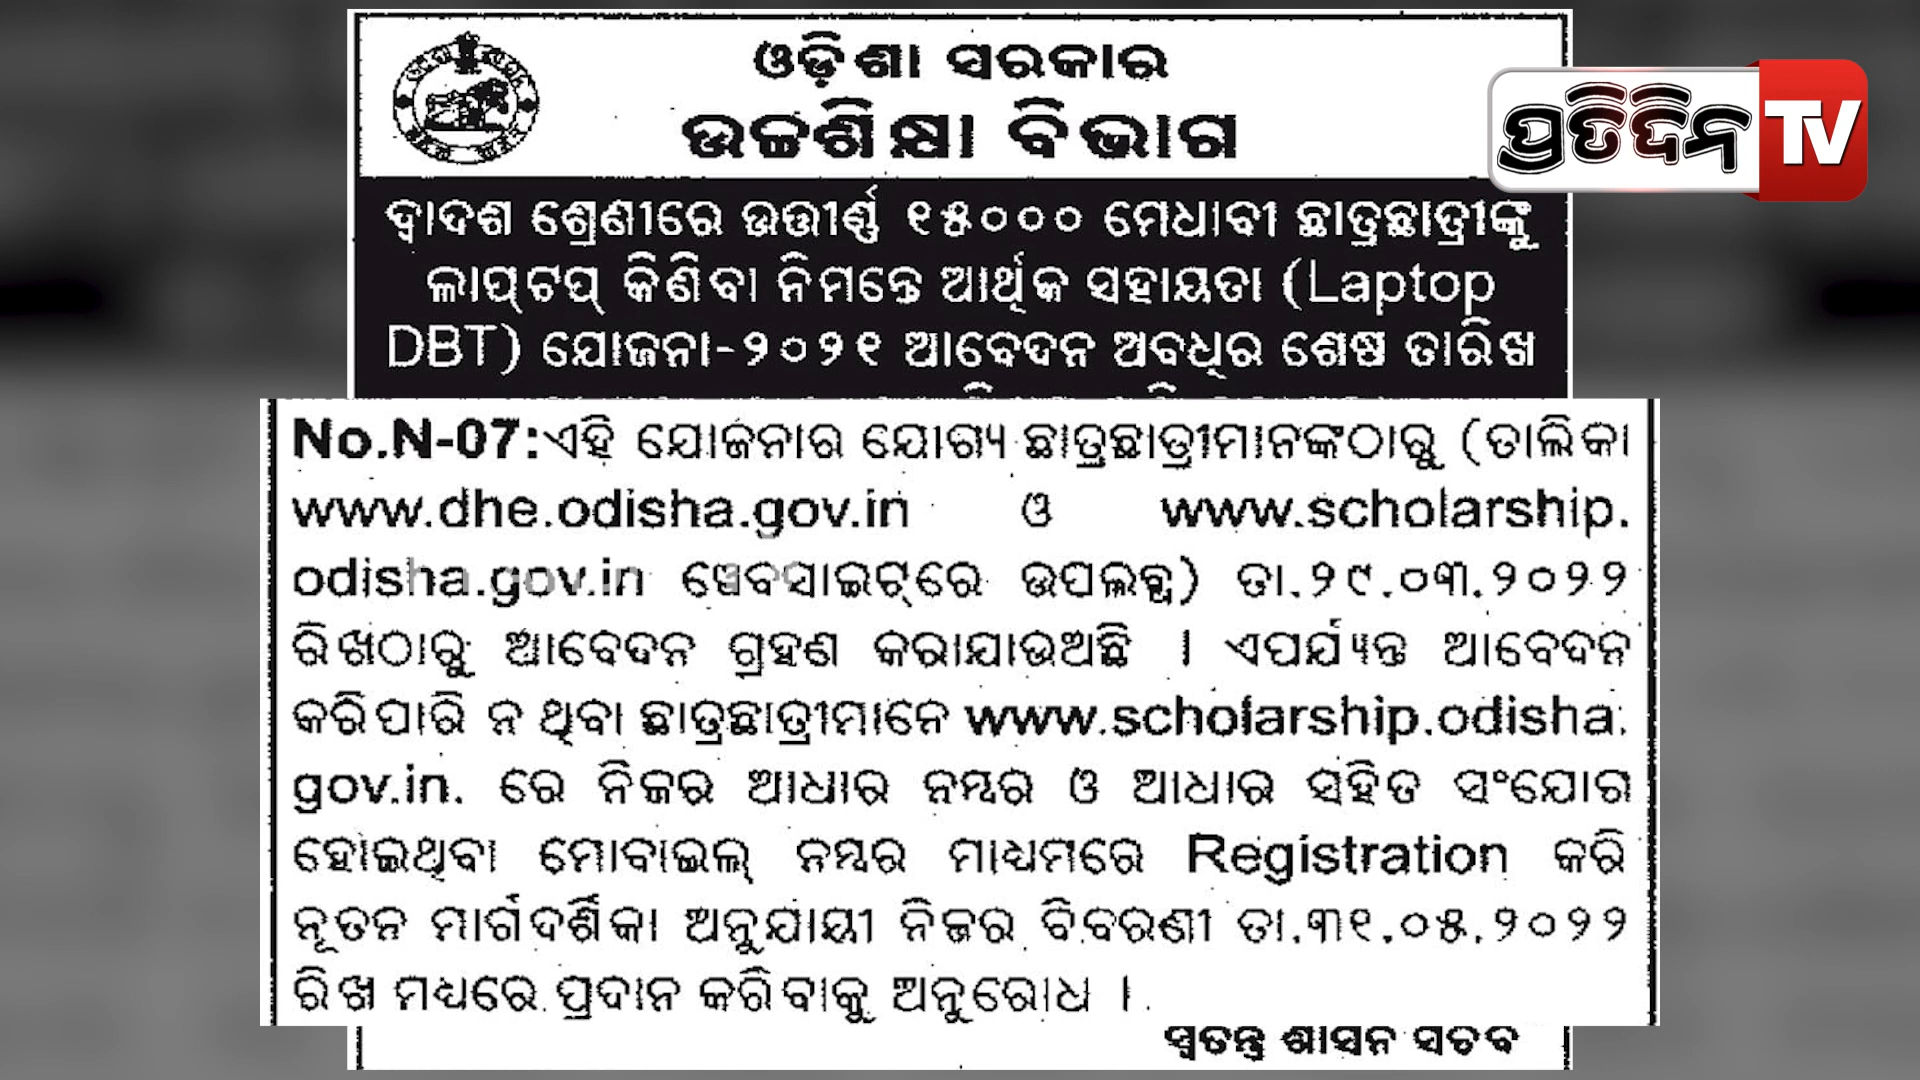 ଓଡ଼ିଶା ସରକାର
ଉଚ୍ଚଶିକ୍ଷା ବିଭାଗ
ପ୍ରତିଦିନ TV
ଦ୍ୱାଦଶ ଶ୍ରେଣୀରେ ଉତ୍ତୀର୍ଣ୍ଣ ୧୫୦୦୦ ମେଧାବୀ ଛାତ୍ରଛାତ୍ରୀଙ୍କୁ
ଲାପ୍‌ଟପ୍ କିଣିବା ନିମନ୍ତେ ଆର୍ଥିକ ସହାୟତା (Laptop
DBT) ଯୋଜନା-୨୦୨୧ ଆବେଦନ ଅବଧିର ଶେଷ ତାରିଖ
No.N-07:ଏହି ଯୋଜନାର ଯୋଗ୍ୟ ଛାତ୍ରଛାତ୍ରୀମାନଙ୍କଠାରୁ (ତାଲିକା
www.dhe.odisha.gov.in ଓ www.scholarship.
odisha.gov.in ୱେବସାଇଟ୍‌ରେ ଉପଲବ୍ଧ) ତା.୨୯.୦୩.୨୦୨୨
ରିଖଠାରୁ ଆବେଦନ ଗ୍ରହଣ କରାଯାଉଅଛି । ଏପର୍ଯ୍ୟନ୍ତ ଆବେଦନ
କରିପାରି ନ ଥିବା ଛାତ୍ରଛାତ୍ରୀମାନେ www.scholarship.odisha.
gov.in. ରେ ନିଜର ଆଧାର ନମ୍ବର ଓ ଆଧାର ସହିତ ସଂଯୋଗ
ହୋଇଥିବା ମୋବାଇଲ୍ ନମ୍ବର ମାଧ୍ୟମରେ Registration କରି
ନୂତନ ମାର୍ଗଦର୍ଶିକା ଅନୁଯାୟୀ ନିଜର ବିବରଣୀ ତା.୩୧.୦୫.୨୦୨୨
ରିଖ ମଧ୍ୟରେ ପ୍ରଦାନ କରିବାକୁ ଅନୁରୋଧ ।
ସ୍ୱତନ୍ତ୍ର ଶାସନ ସଚିବ